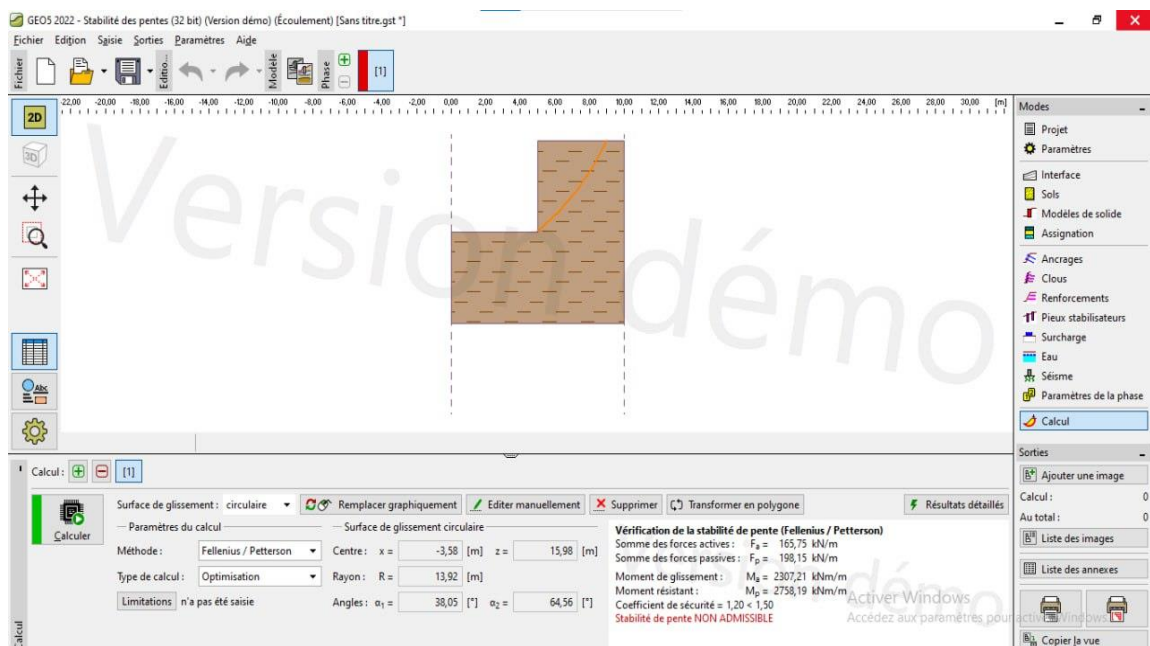 GEO5 2022 - Stabilité des pentes (32 bit) (Version démo) (Écoulement) [Sans titre.gst *]
Fichier Edition Saisie Sorties Paramètres Aide
Fichier
Editio...
Modèle
Phase
[1]
-22,00 -20,00 -18,00 -16,00 -14,00 -12,00 -10,00 -8,00 -6,00 -4,00 -2,00 0,00 2,00 4,00 6,00 8,00 10,00 12,00 14,00 16,00 18,00 20,00 22,00 24,00 26,00 28,00 30,00 [m]
2D
3D
Version démo
Abc
Modes
Projet
Paramètres
Interface
Sols
Modèles de solide
Assignation
Ancrages
Clous
Renforcements
Pieux stabilisateurs
Surcharge
Eau
Séisme
Paramètres de la phase
Calcul
Sorties
Ajouter une image
Calcul : 0
Au total : 0
Liste des images
Liste des annexes
Copier la vue
Calcul : [1]
Calculer
Surface de glissement : circulaire Remplacer graphiquement Editer manuellement Supprimer Transformer en polygone Résultats détaillés
Paramètres du calcul
Méthode : Fellenius / Petterson
Type de calcul : Optimisation
Limitations n'a pas été saisie
Surface de glissement circulaire
Centre : x = -3,58 [m] z = 15,98 [m]
Rayon : R = 13,92 [m]
Angles : α1 = 38,05 [°] α2 = 64,56 [°]
Vérification de la stabilité de pente (Fellenius / Petterson)
Somme des forces actives : Fa = 165,75 kN/m
Somme des forces passives : Fp = 198,15 kN/m
Moment de glissement : Ma = 2307,21 kNm/m
Moment résistant : Mp = 2758,19 kNm/m
Coefficient de sécurité = 1,20 < 1,50
Stabilité de pente NON ADMISSIBLE
Version démo
Activer Windows
Accédez aux paramètres pour activer Windows.
Calcul